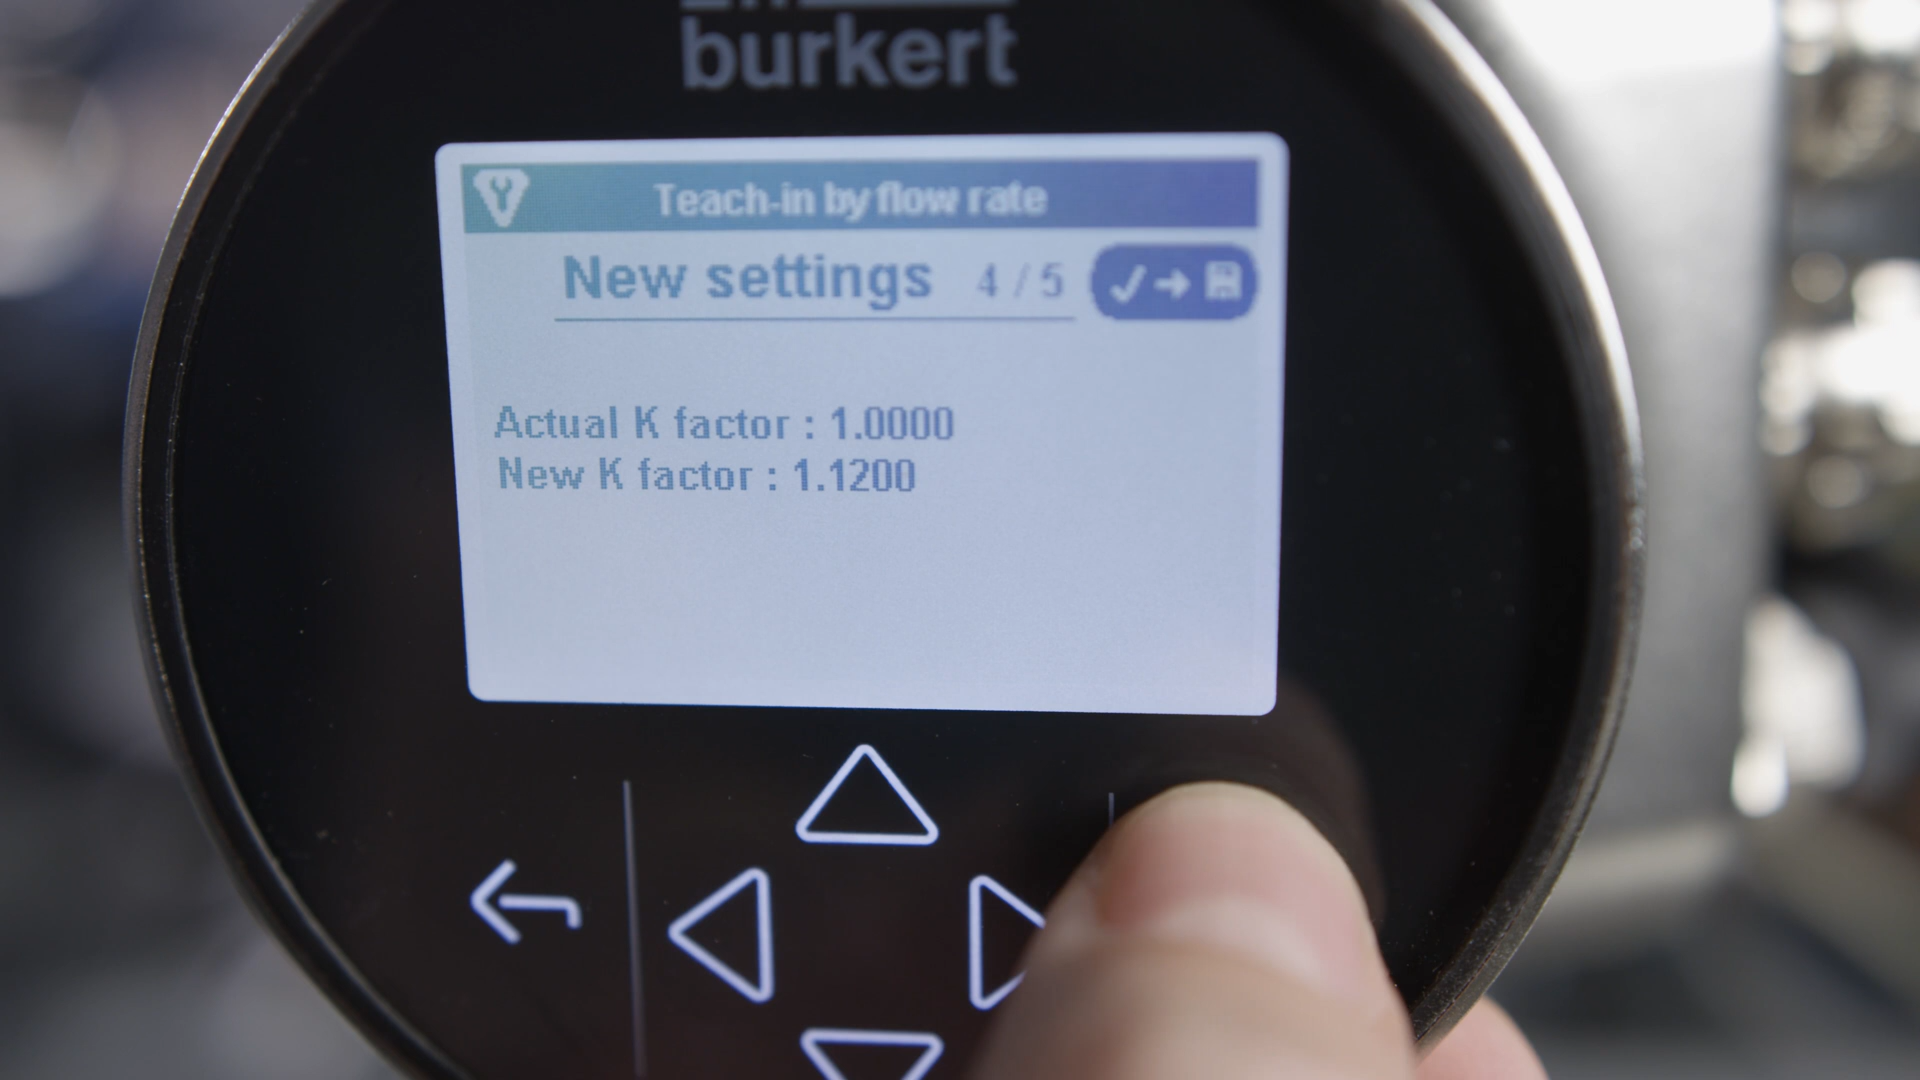 burkert
Teach-in by flow rate
New settings 4 / 5
Actual K factor : 1.0000
New K factor : 1.1200